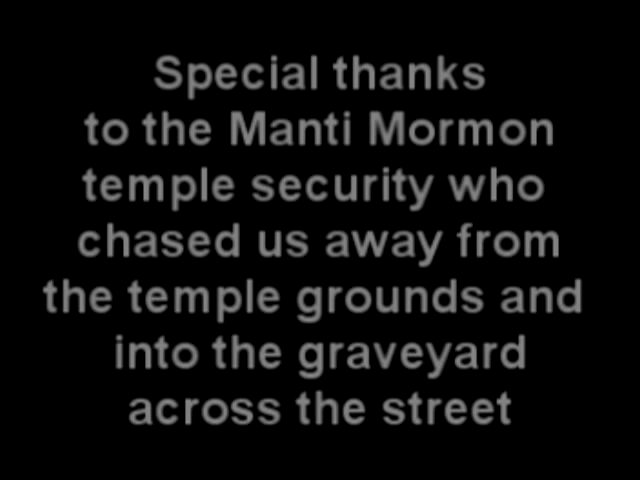 Special thanks
to the Manti Mormon
temple security who
chased us away from
the temple grounds and
into the graveyard
across the street